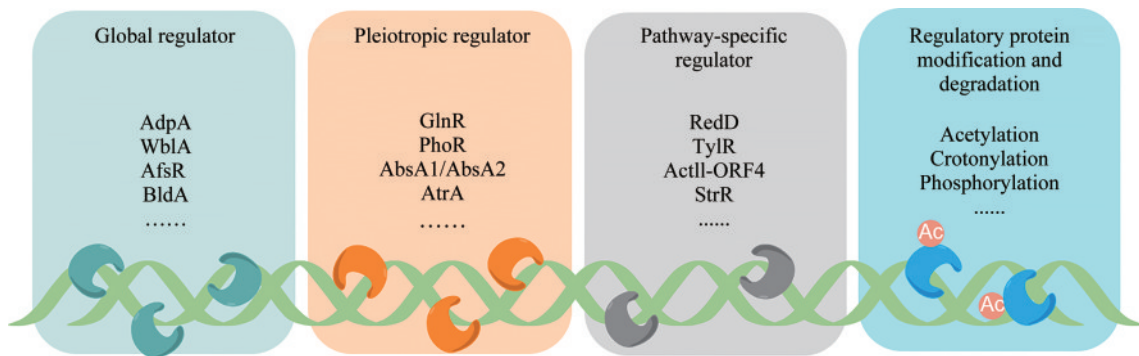 Global regulator
AdpA
WblA
AfsR
BldA
……
Pleiotropic regulator
GlnR
PhoR
AbsA1/AbsA2
AtrA
……
Pathway-specific
regulator
RedD
TylR
Actll-ORF4
StrR
......
Regulatory protein
modification and
degradation
Acetylation
Crotonylation
Phosphorylation
......
Ac
Ac